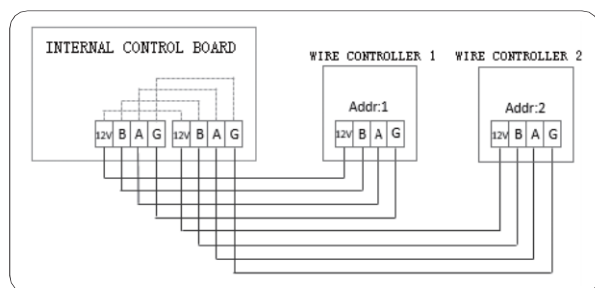 INTERNAL CONTROL BOARD
WIRE CONTROLLER 1
WIRE CONTROLLER 2
Addr:1
Addr:2
12V B A G 12V B A G
12V B A G
12V B A G